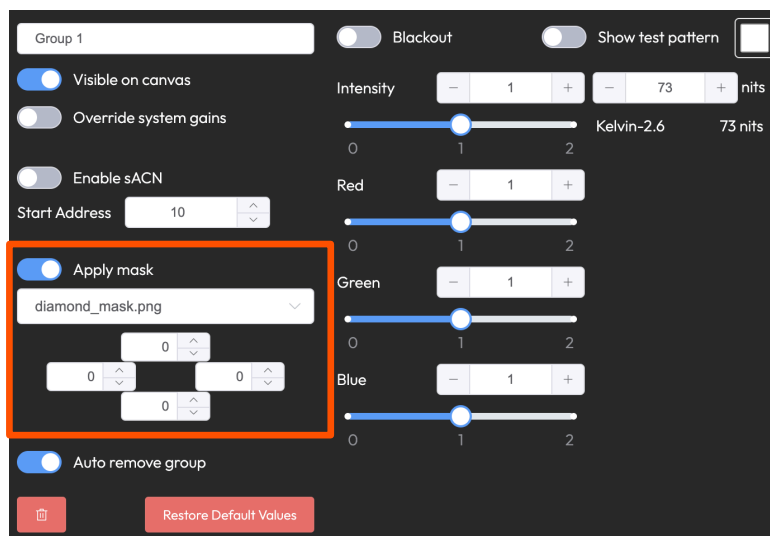 Group 1
Visible on canvas
Override system gains
Enable sACN
Start Address 10
Apply mask
diamond_mask.png
0
0 0
0
Auto remove group
Restore Default Values
Blackout Show test pattern
Intensity − 1 + − 73 + nits
Kelvin-2.6 73 nits
0 1 2
Red − 1 +
0 1 2
Green − 1 +
0 1 2
Blue − 1 +
0 1 2